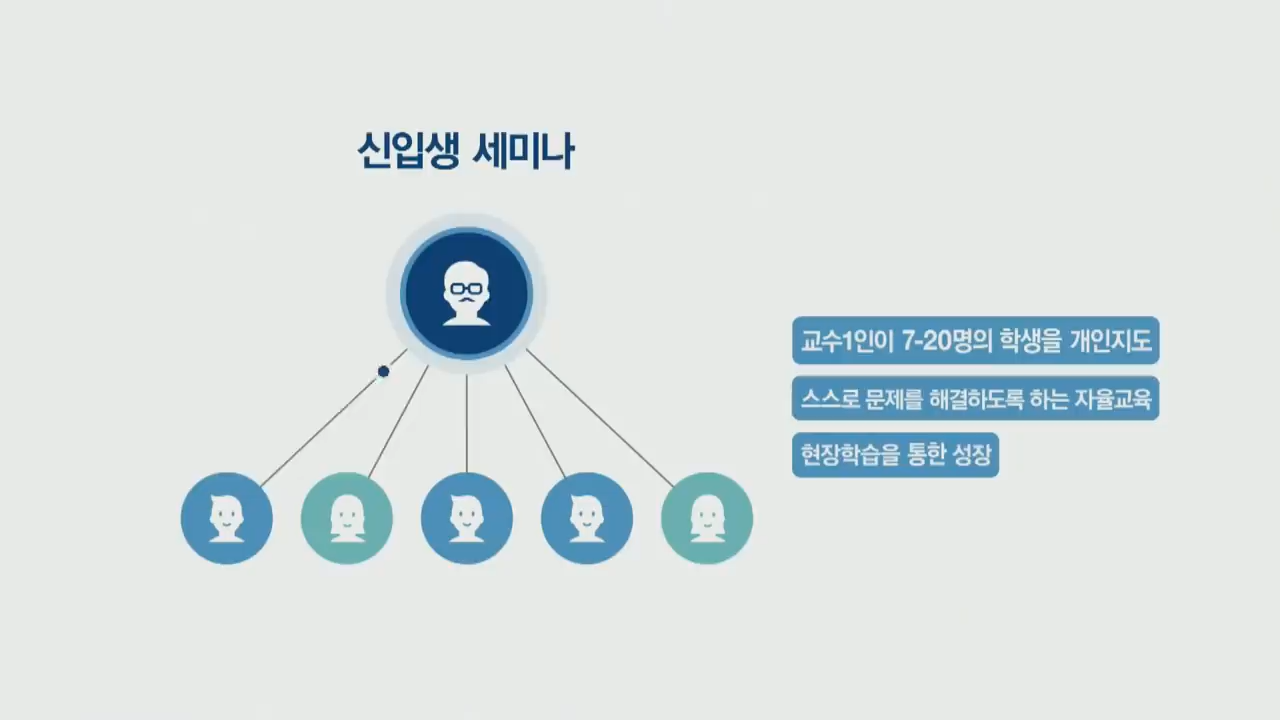 신입생 세미나
교수1인이 7-20명의 학생을 개인지도
스스로 문제를 해결하도록 하는 자율교육
현장학습을 통한 성장